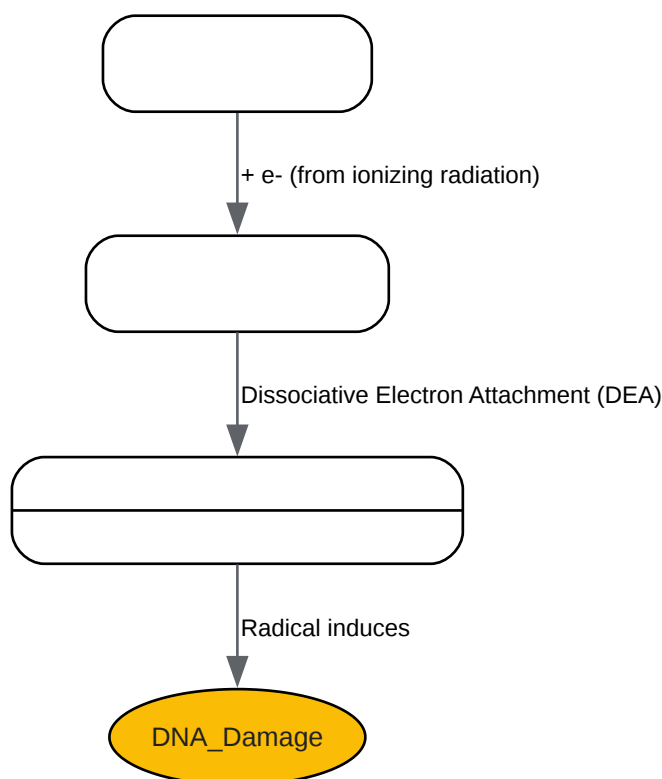 + e- (from ionizing radiation)
Dissociative Electron Attachment (DEA)
Radical induces
DNA_Damage